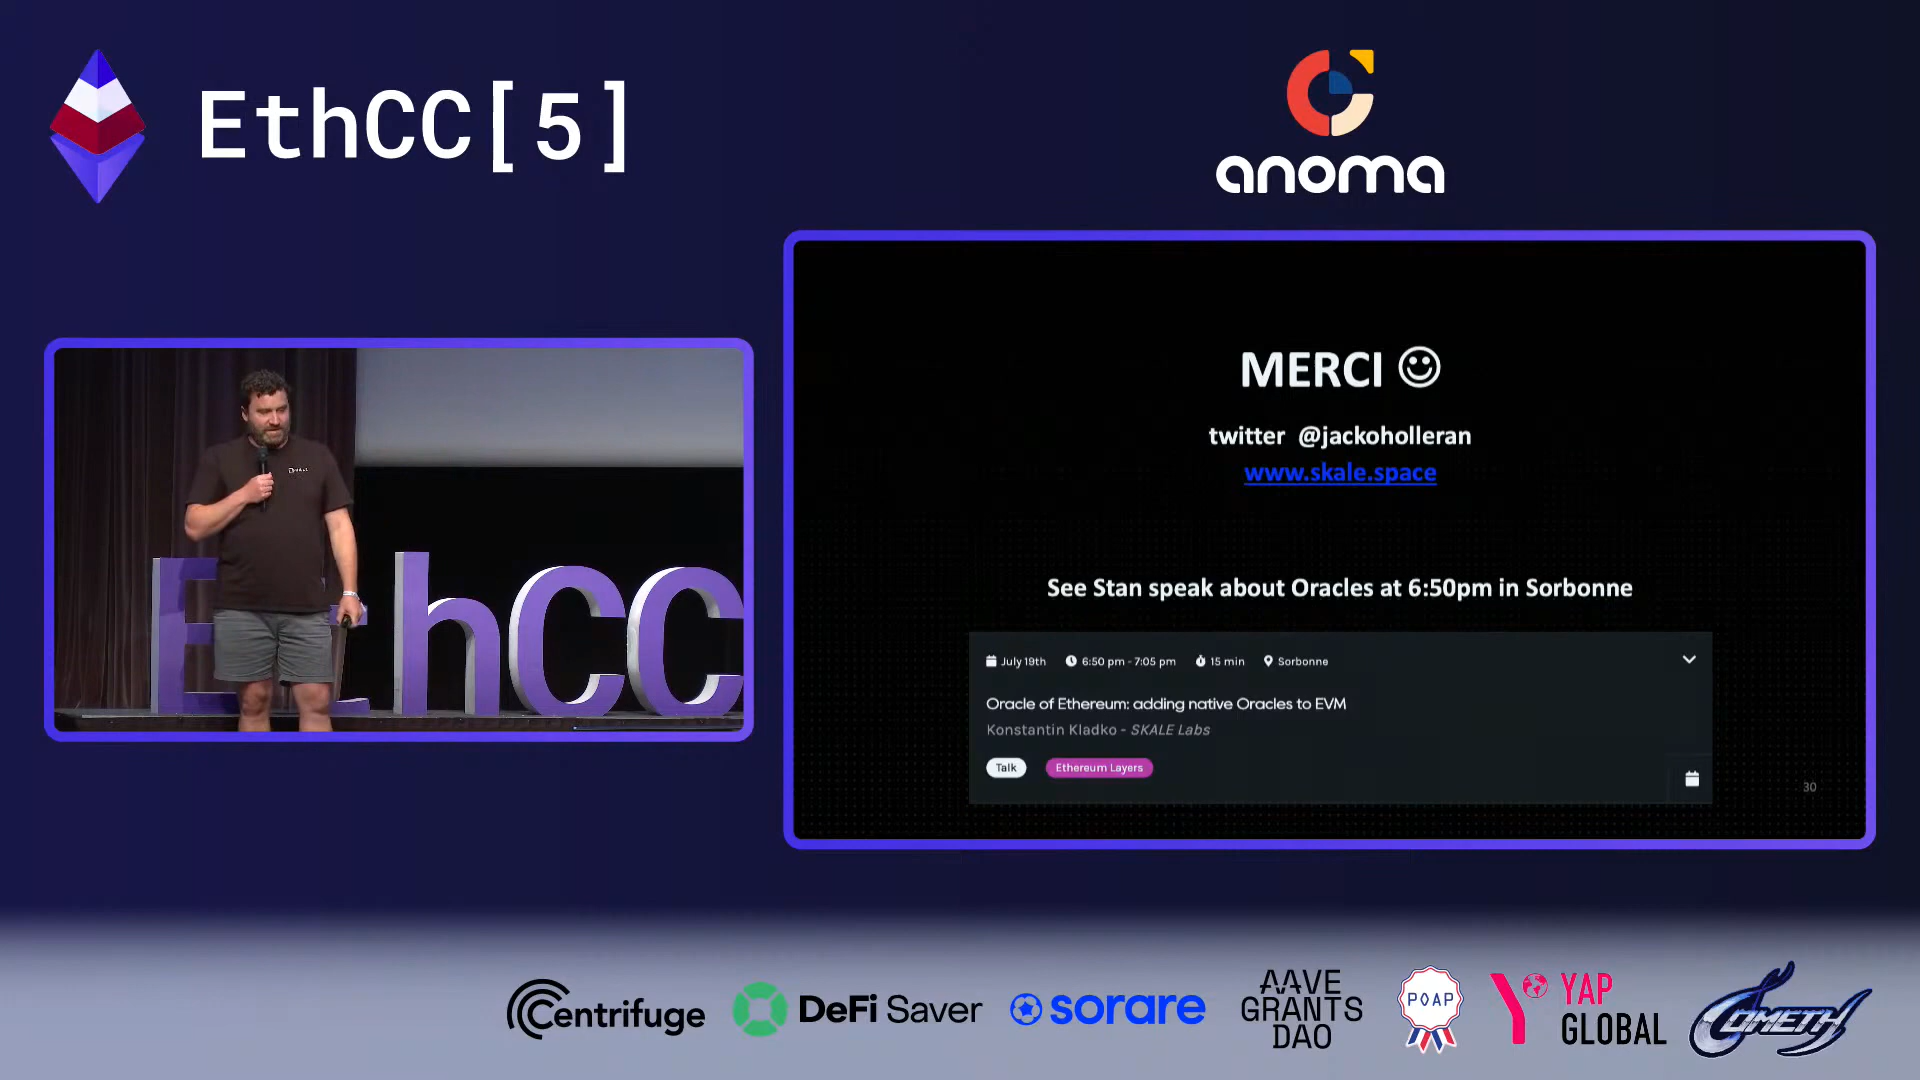 EthCC[5]
anoma
EthCC
MERCI ☺
twitter @jackoholleran
www.skale.space
See Stan speak about Oracles at 6:50pm in Sorbonne
July 19th 6:50 pm - 7:05 pm 15 min Sorbonne
Oracle of Ethereum: adding native Oracles to EVM
Konstantin Kladko - SKALE Labs
Talk Ethereum Layers
30
Centrifuge
DeFi Saver
sorare
AAVE
GRANTS
DAO
POAP
YAP
GLOBAL
COMETH